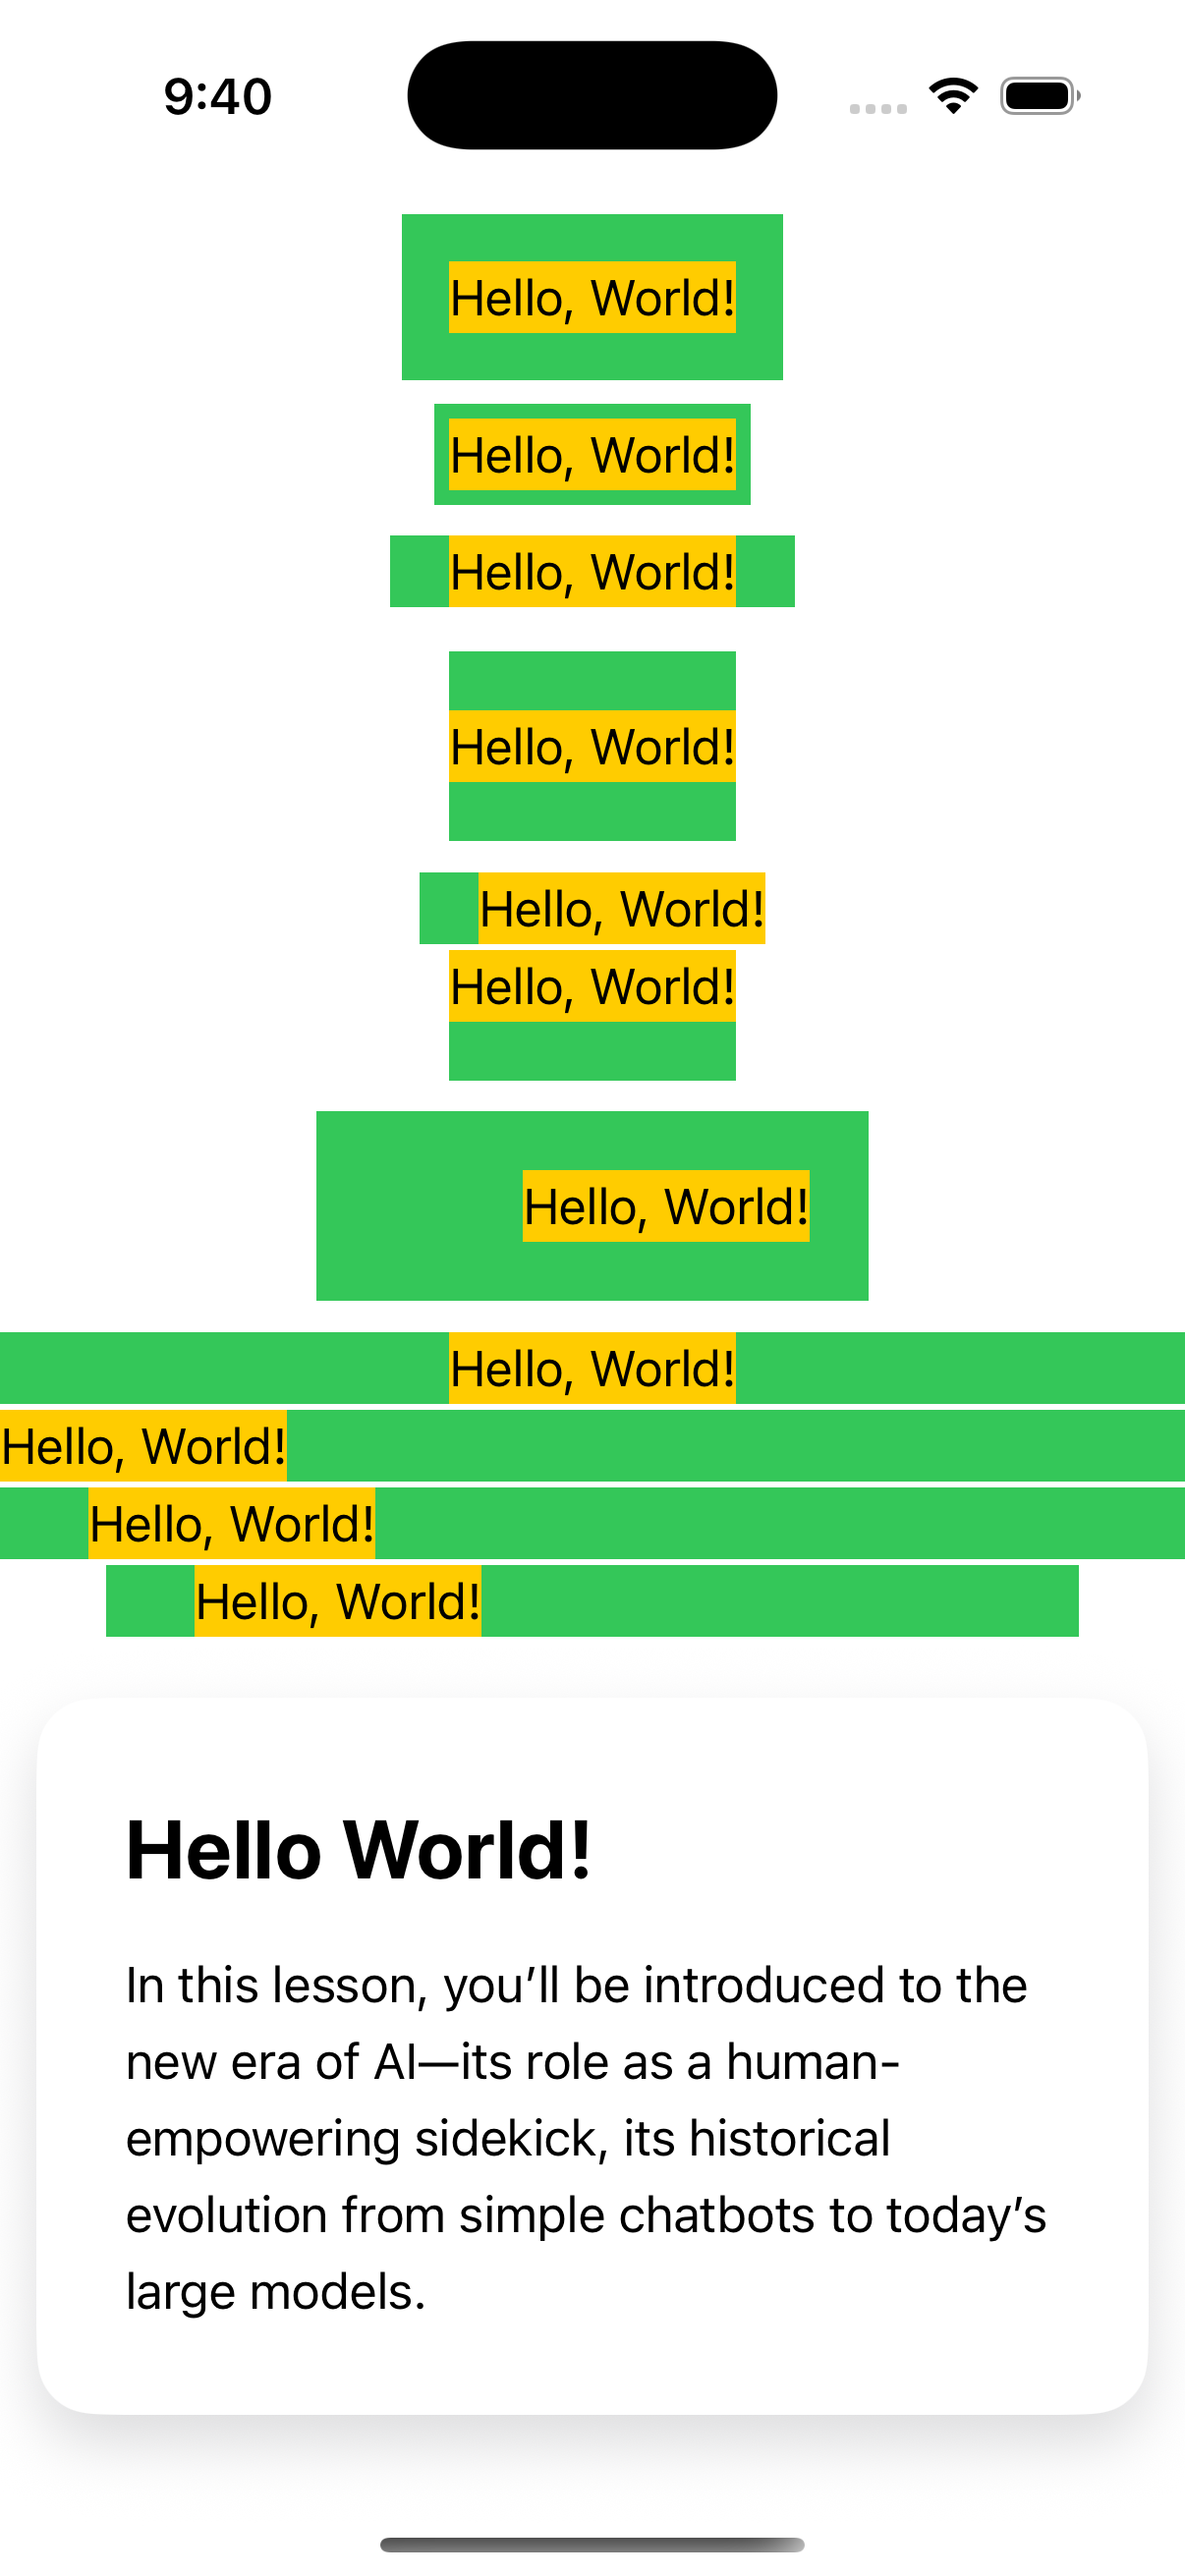 9:40
Hello, World!
Hello, World!
Hello, World!
Hello, World!
Hello, World!
Hello, World!
Hello, World!
Hello, World!
Hello, World!
Hello, World!
Hello, World!
Hello World!
In this lesson, you’ll be introduced to the
new era of AI—its role as a human-
empowering sidekick, its historical
evolution from simple chatbots to today’s
large models.